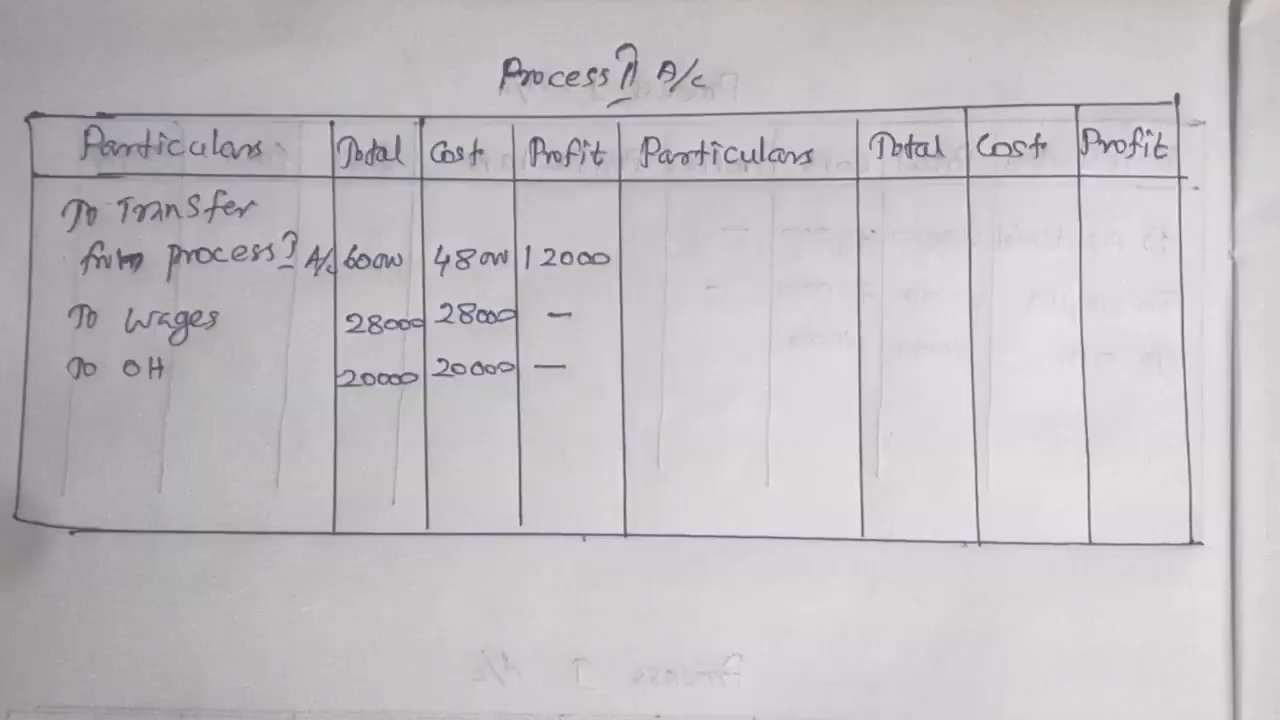 Process II A/c
Particulars Total Cost Profit Particulars Total Cost Profit
To Transfer
from process I A/c 60000 48000 12000
To Wages 28000 28000 —
To OH 20000 20000 —